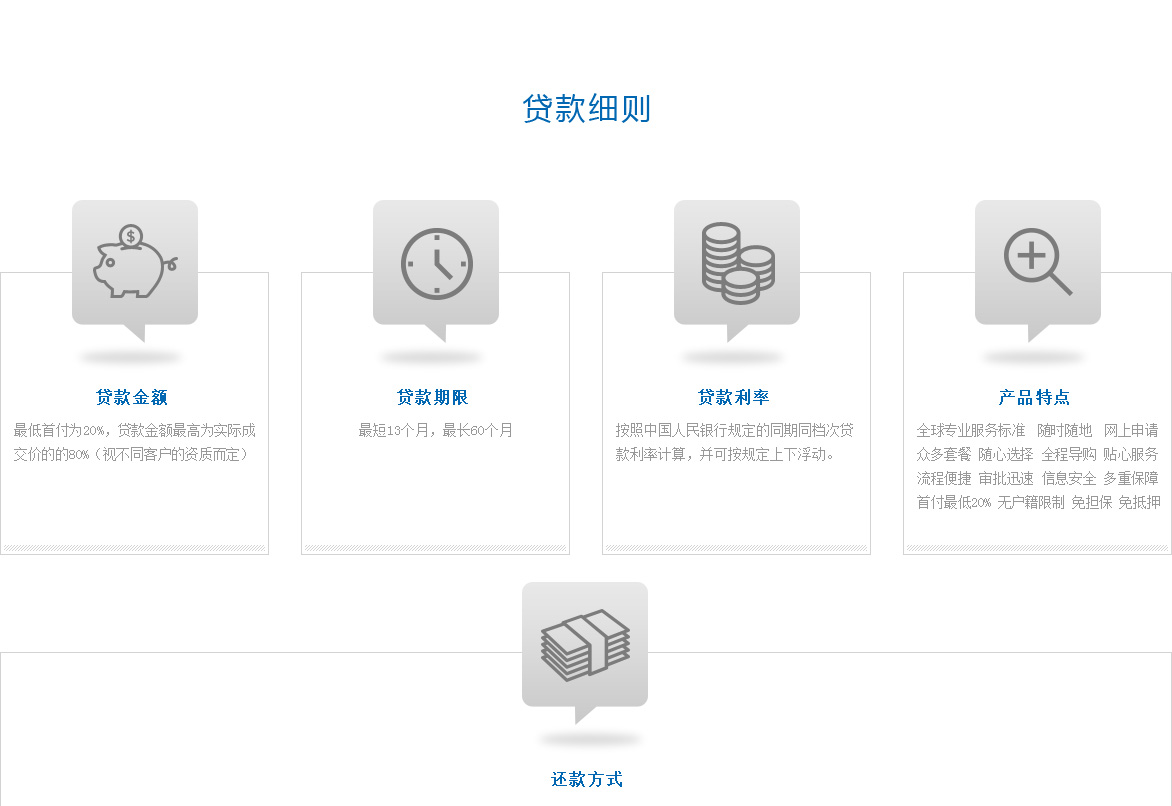 贷款细则
$
贷款金额
最低首付为20%，贷款金额最高为实际成
交价的的80%（视不同客户的资质而定）
贷款期限
最短13个月，最长60个月
贷款利率
按照中国人民银行规定的同期同档次贷
款利率计算，并可按规定上下浮动。
产品特点
全球专业服务标准 随时随地 网上申请
众多套餐 随心选择 全程导购 贴心服务
流程便捷 审批迅速 信息安全 多重保障
首付最低20% 无户籍限制 免担保 免抵押
还款方式